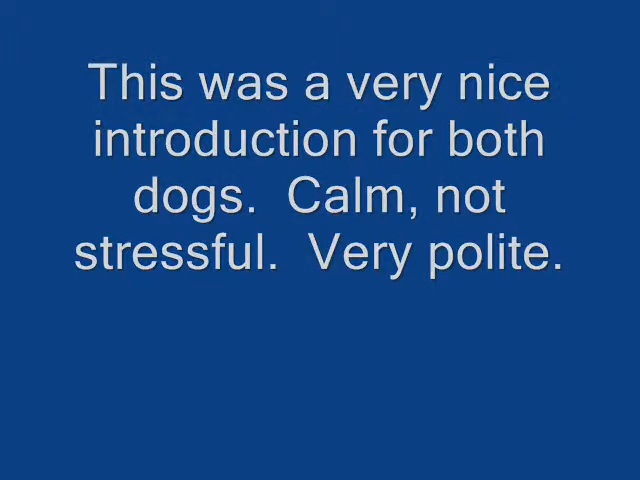 This was a very nice
introduction for both
dogs.  Calm, not
stressful.  Very polite.